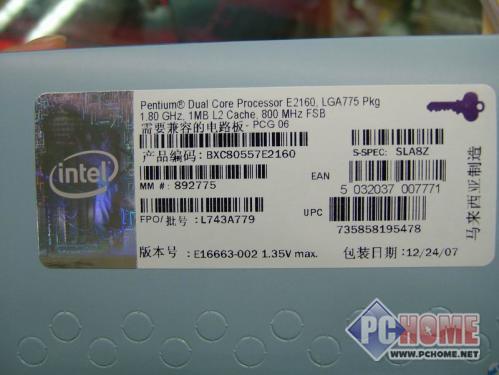 Pentium® Dual Core Processor E2160, LGA775 Pkg
1.80 GHz, 1MB L2 Cache, 800 MHz FSB
需要兼容的电路板- PCG 06
产品编码: BXC80557E2160
S-SPEC: SLA8Z
MM #: 892775
EAN
5 032037 007771
FPO/批号: L743A779
UPC
735858195478
版本号: E16663-002 1.35V max.
包装日期: 12/24/07
马来西亚制造
intel
PCHOME
WWW.PCHOME.NET